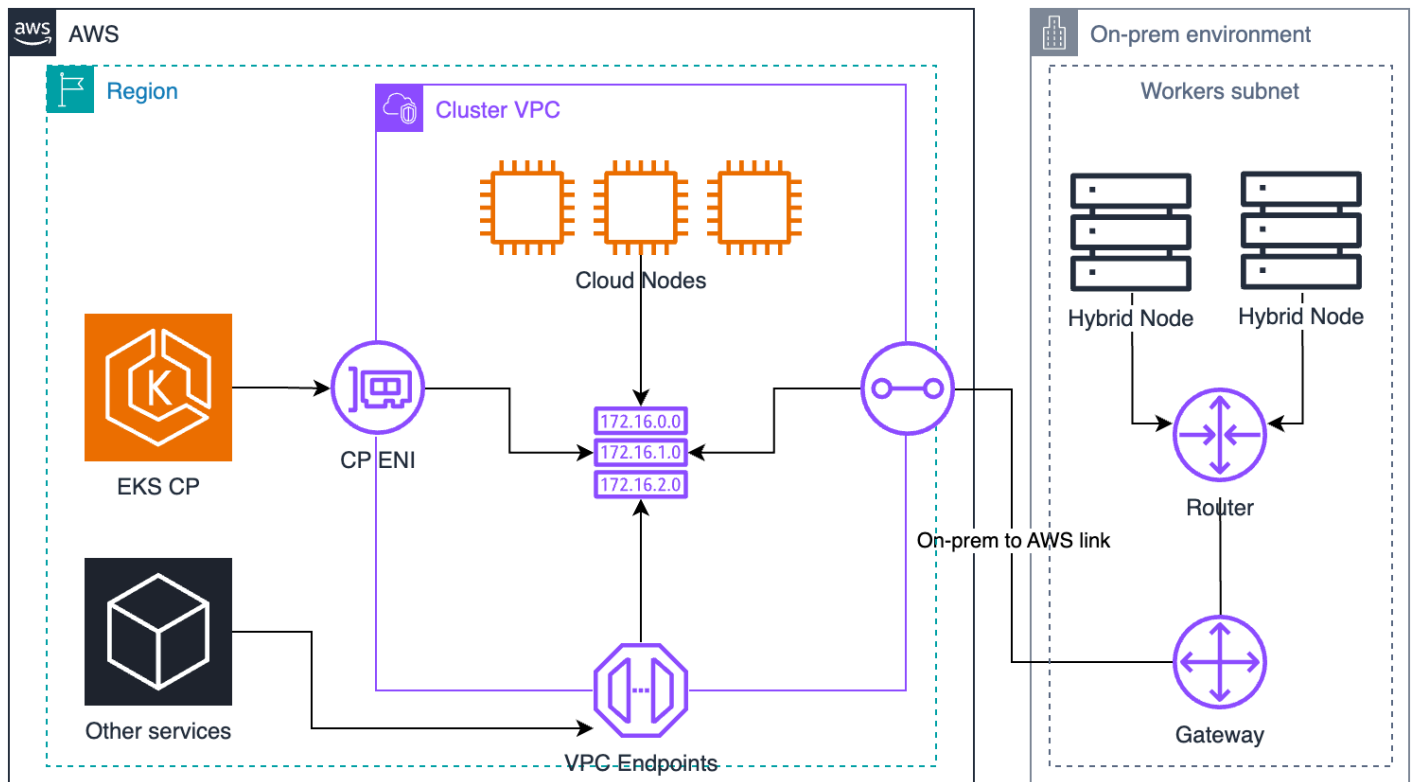 aws
AWS
On-prem environment
Region
Workers subnet
Cluster VPC
Cloud Nodes
Hybrid Node
Hybrid Node
K
172.16.0.0
172.16.1.0
172.16.2.0
CP ENI
EKS CP
Router
On-prem to AWS link
Other services
Gateway
VPC Endpoints